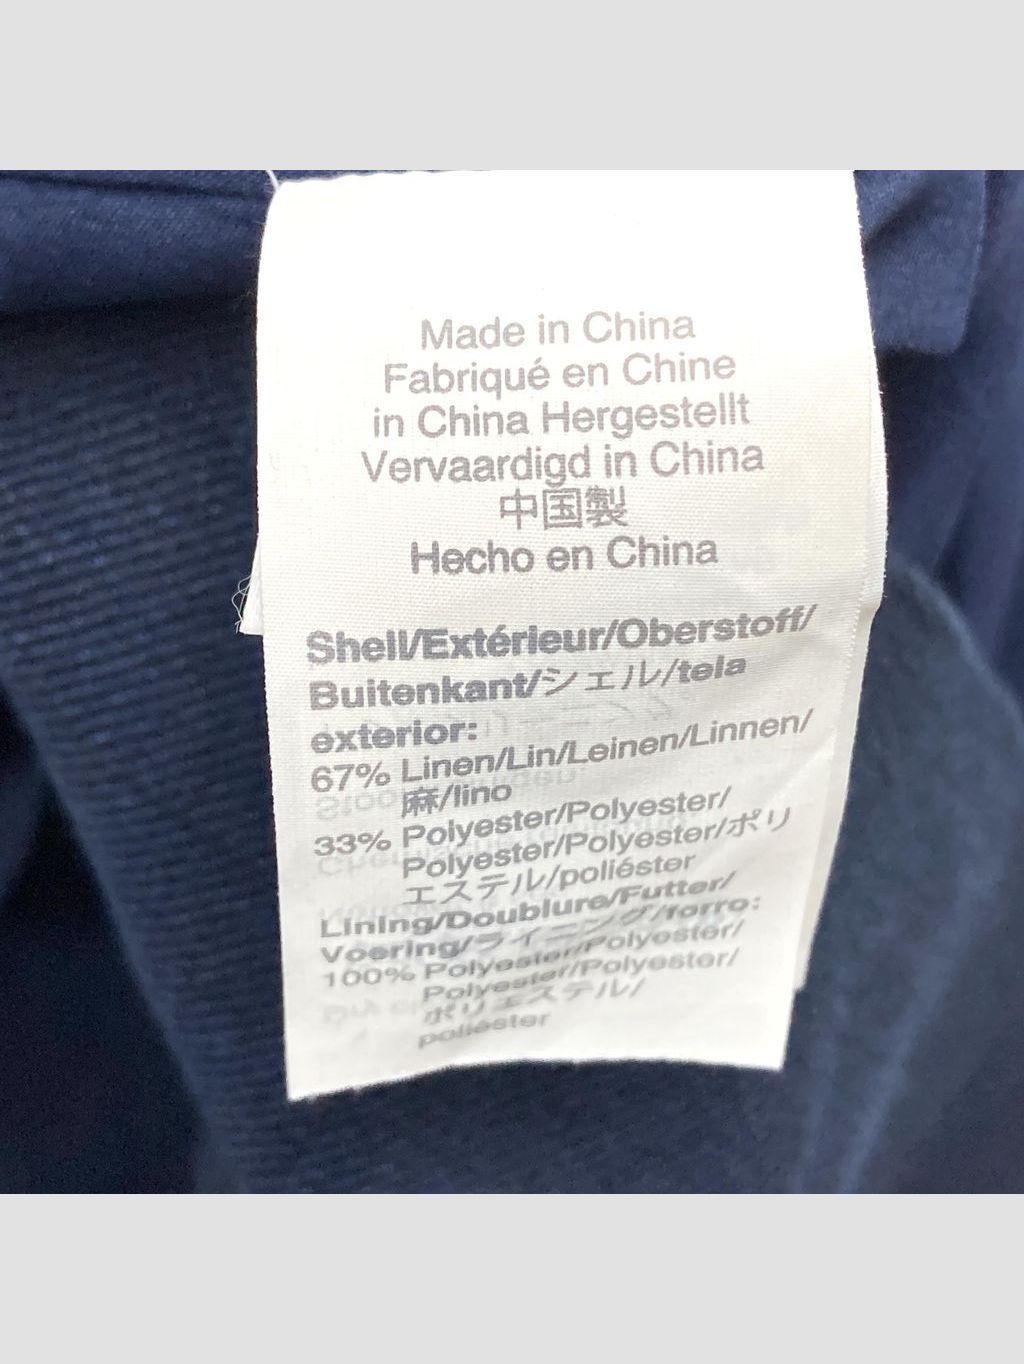 Made in China
Fabriqué en Chine
in China Hergestellt
Vervaardigd in China
中国製
Hecho en China
Shell/Extérieur/Oberstoff/
Buitenkant/シェル/tela
exterior:
67% Linen/Lin/Leinen/Linnen/
麻/lino
33% Polyester/Polyester/
Polyester/Polyester/ポリ
エステル/poliéster
Lining/Doublure/Futter/
Voering/ライニング/forro:
100% Polyester/Polyester/
Polyester/Polyester/
ポリエステル/
poliéster